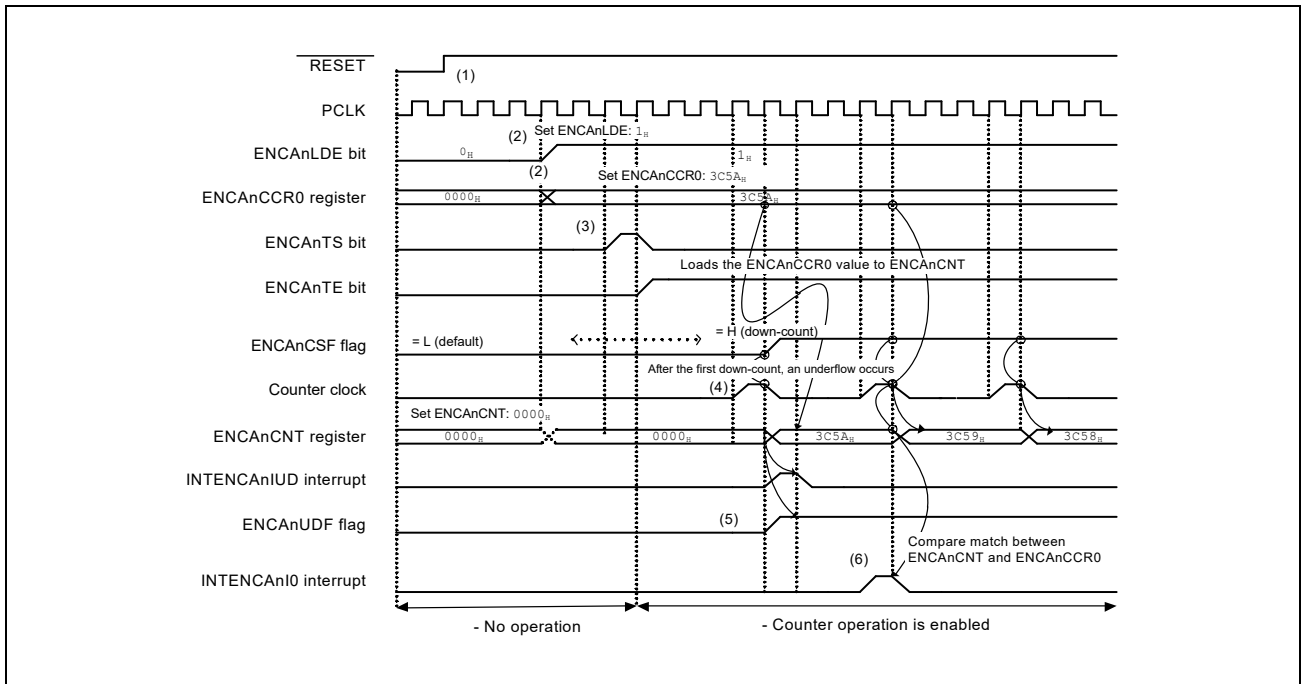 RESET
(1)
PCLK
(2) Set ENCAnLDE: 1H
ENCAnLDE bit
0H
1H
(2)
Set ENCAnCCR0: 3C5AH
ENCAnCCR0 register
0000H
3C5AH
(3)
ENCAnTS bit
Loads the ENCAnCCR0 value to ENCAnCNT
ENCAnTE bit
= H (down-count)
ENCAnCSF flag
= L (default)
After the first down-count, an underflow occurs
Counter clock
(4)
Set ENCAnCNT: 0000H
ENCAnCNT register
0000H
0000H
3C5AH
3C59H
3C58H
INTENCAnIUD interrupt
ENCAnUDF flag
(5)
Compare match between
ENCAnCNT and ENCAnCCR0
(6)
INTENCAnI0 interrupt
- No operation
- Counter operation is enabled